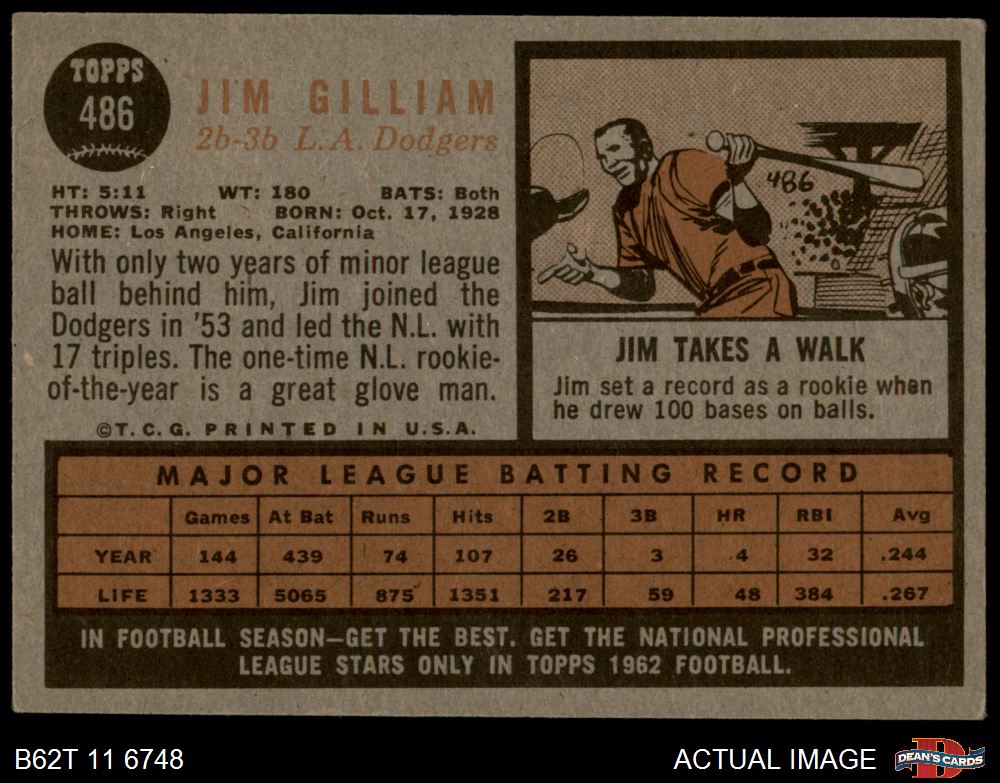 TOPPS
486
JIM GILLIAM
2b-3b L.A. Dodgers
HT: 5:11 WT: 180 BATS: Both
THROWS: Right BORN: Oct. 17, 1928
HOME: Los Angeles, California
With only two years of minor league
ball behind him, Jim joined the
Dodgers in '53 and led the N.L. with
17 triples. The one-time N.L. rookie-
of-the-year is a great glove man.
©T.C.G. PRINTED IN U.S.A.
486
JIM TAKES A WALK
Jim set a record as a rookie when
he drew 100 bases on balls.
MAJOR LEAGUE BATTING RECORD
Games At Bat Runs Hits 2B 3B HR RBI Avg
YEAR 144 439 74 107 26 3 4 32 .244
LIFE 1333 5065 875 1351 217 59 48 384 .267
IN FOOTBALL SEASON—GET THE BEST. GET THE NATIONAL PROFESSIONAL
LEAGUE STARS ONLY IN TOPPS 1962 FOOTBALL.
B62T 11 6748
ACTUAL IMAGE
D
DEAN'S CARDS